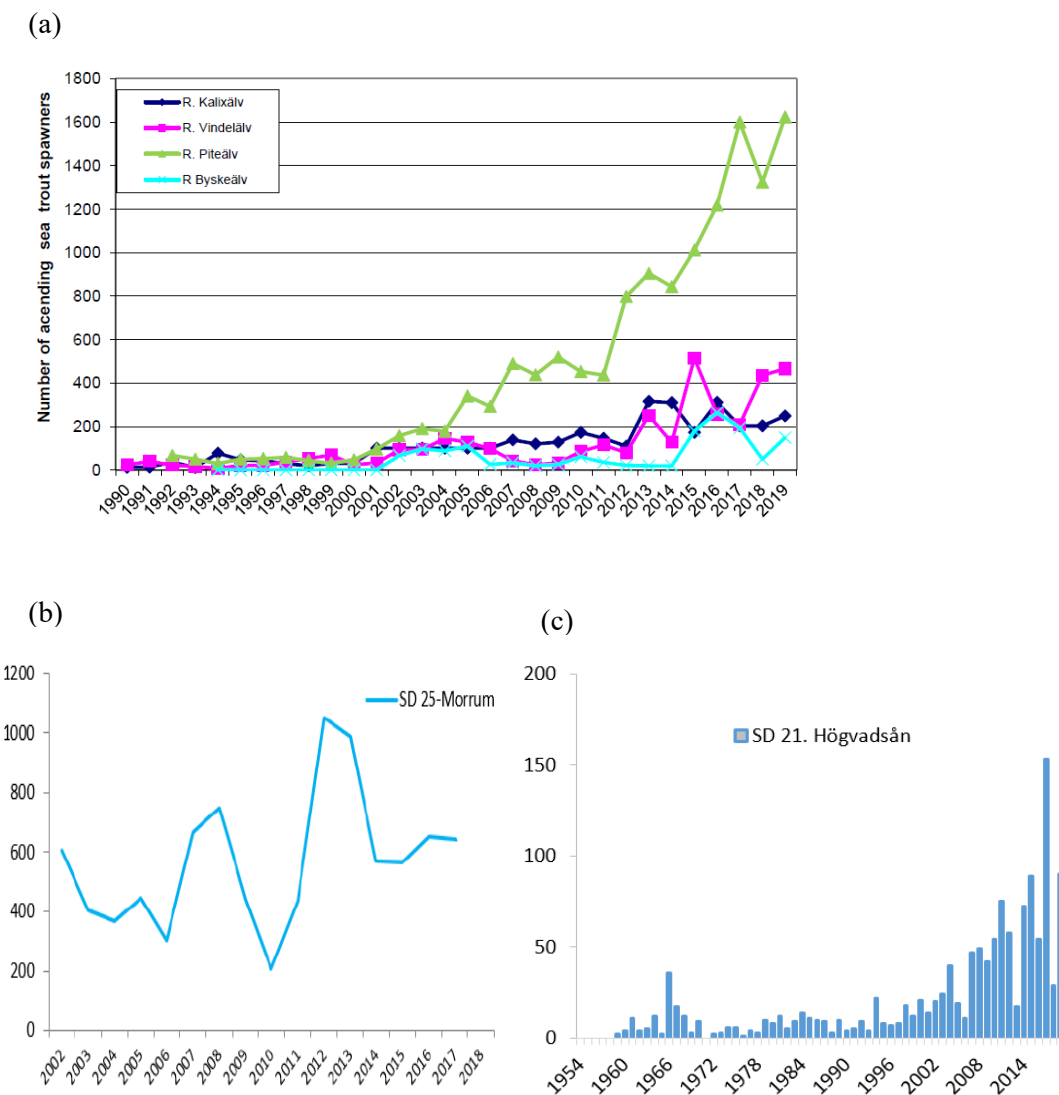 (a)
Number of acending sea trout spawners
1800
1600
1400
1200
1000
800
600
400
200
0
R. Kalixälv
R. Vindelälv
R. Piteälv
R Byskeälv
1990 1991 1992 1993 1994 1995 1996 1997 1998 1999 2000 2001 2002 2003 2004 2005 2006 2007 2008 2009 2010 2011 2012 2013 2014 2015 2016 2017 2018 2019
(b)
1200
1000
800
600
400
200
0
SD 25-Morrum
2002 2003 2004 2005 2006 2007 2008 2009 2010 2011 2012 2013 2014 2015 2016 2017 2018
(c)
200
150
100
50
0
SD 21. Högvadsån
1954 1960 1966 1972 1978 1984 1990 1996 2002 2008 2014